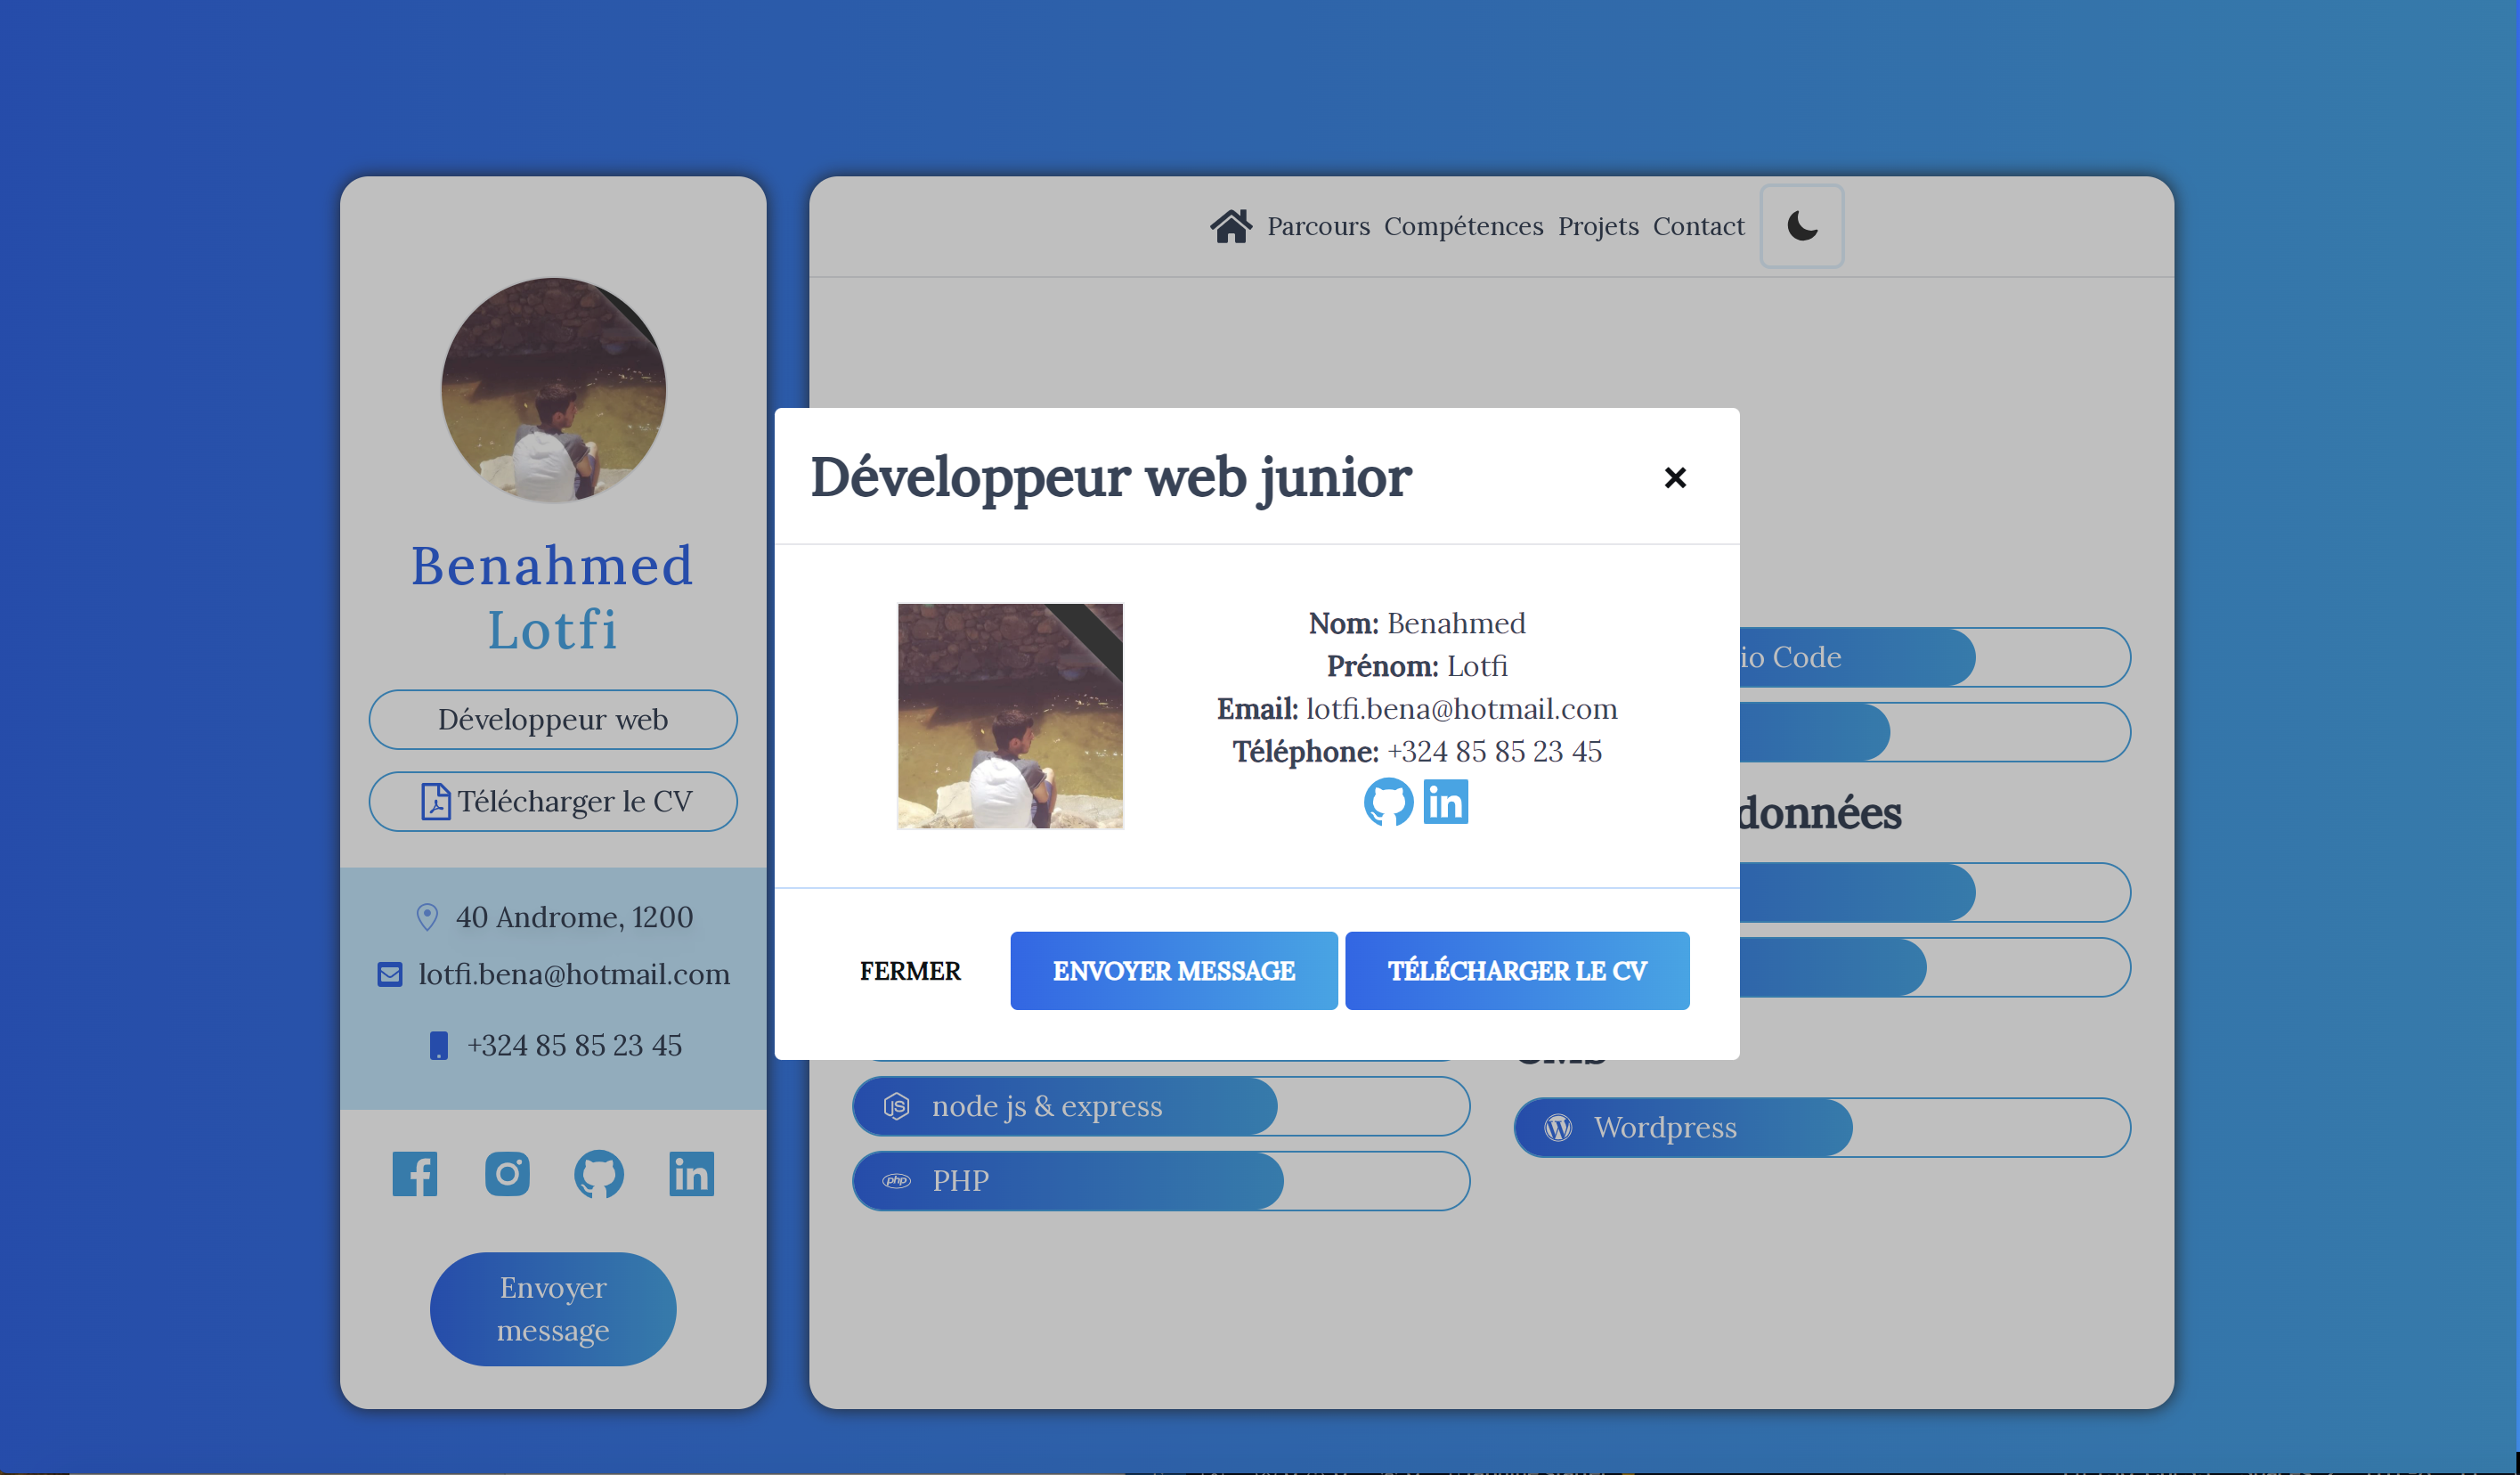 Parcours Compétences Projets Contact
Benahmed
Lotfi
Développeur web
Télécharger le CV
40 Androme, 1200
lotfi.bena@hotmail.com
+324 85 85 23 45
Envoyer
message
Développeur web junior
Nom: Benahmed
Prénom: Lotfi
Email: lotfi.bena@hotmail.com
Téléphone: +324 85 85 23 45
FERMER
ENVOYER MESSAGE
TÉLÉCHARGER LE CV
io Code
données
node js & express
PHP
CMS
Wordpress